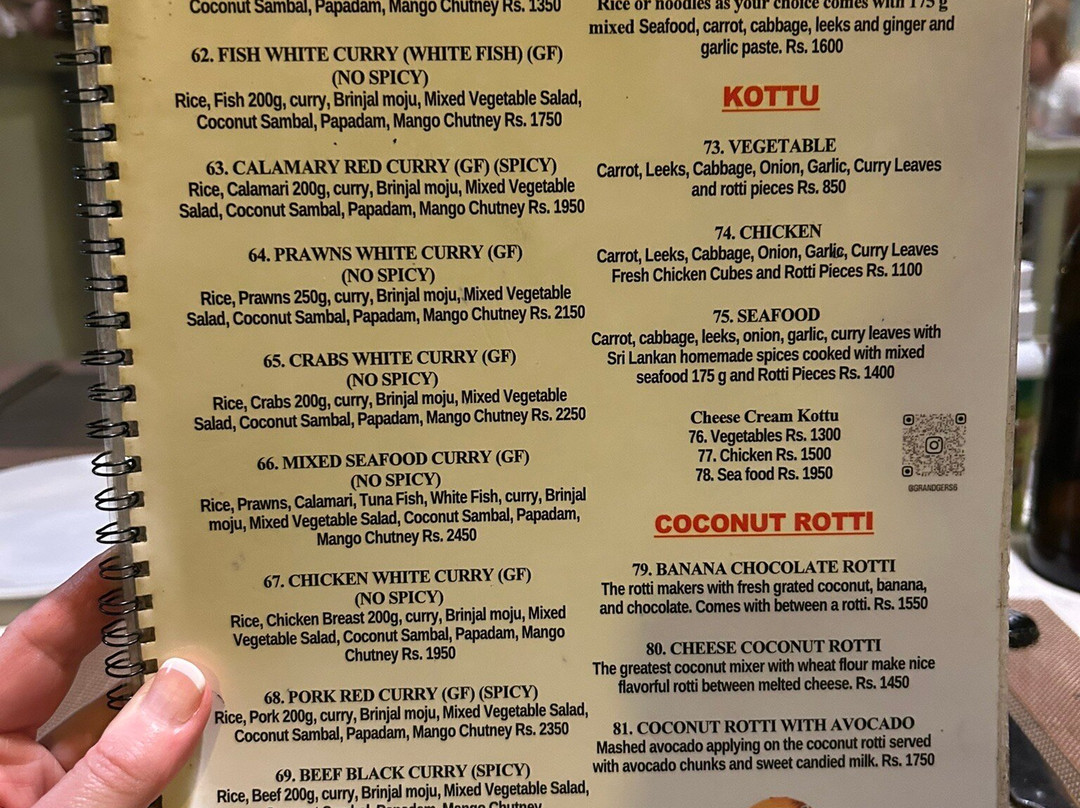 Coconut Sambal, Papadam, Mango Chutney Rs. 1350
62. FISH WHITE CURRY (WHITE FISH) (GF)
(NO SPICY)
Rice, Fish 200g, curry, Brinjal moju, Mixed Vegetable Salad,
Coconut Sambal, Papadam, Mango Chutney Rs. 1750
63. CALAMARY RED CURRY (GF) (SPICY)
Rice, Calamari 200g, curry, Brinjal moju, Mixed Vegetable
Salad, Coconut Sambal, Papadam, Mango Chutney Rs. 1950
64. PRAWNS WHITE CURRY (GF)
(NO SPICY)
Rice, Prawns 250g, curry, Brinjal moju, Mixed Vegetable
Salad, Coconut Sambal, Papadam, Mango Chutney Rs. 2150
65. CRABS WHITE CURRY (GF)
(NO SPICY)
Rice, Crabs 200g, curry, Brinjal moju, Mixed Vegetable
Salad, Coconut Sambal, Papadam, Mango Chutney Rs. 2250
66. MIXED SEAFOOD CURRY (GF)
(NO SPICY)
Rice, Prawns, Calamari, Tuna Fish, White Fish, curry, Brinjal
moju, Mixed Vegetable Salad, Coconut Sambal, Papadam,
Mango Chutney Rs. 2450
67. CHICKEN WHITE CURRY (GF)
(NO SPICY)
Rice, Chicken Breast 200g, curry, Brinjal moju, Mixed
Vegetable Salad, Coconut Sambal, Papadam, Mango
Chutney Rs. 1950
68. PORK RED CURRY (GF) (SPICY)
Rice, Pork 200g, curry, Brinjal moju, Mixed Vegetable Salad,
Coconut Sambal, Papadam, Mango Chutney Rs. 2350
69. BEEF BLACK CURRY (SPICY)
Rice, Beef 200g, curry, Brinjal moju, Mixed Vegetable Salad,
Coconut Sambal, Papadam, Mango Chutney
Rice or noodles as your choice comes with 175 g
mixed Seafood, carrot, cabbage, leeks and ginger and
garlic paste. Rs. 1600
KOTTU
73. VEGETABLE
Carrot, Leeks, Cabbage, Onion, Garlic, Curry Leaves
and rotti pieces Rs. 850
74. CHICKEN
Carrot, Leeks, Cabbage, Onion, Garlic, Curry Leaves
Fresh Chicken Cubes and Rotti Pieces Rs. 1100
75. SEAFOOD
Carrot, cabbage, leeks, onion, garlic, curry leaves with
Sri Lankan homemade spices cooked with mixed
seafood 175 g and Rotti Pieces Rs. 1400
Cheese Cream Kottu
76. Vegetables Rs. 1300
77. Chicken Rs. 1500
78. Sea food Rs. 1950
@GRANDGERS6
COCONUT ROTTI
79. BANANA CHOCOLATE ROTTI
The rotti makers with fresh grated coconut, banana,
and chocolate. Comes with between a rotti. Rs. 1550
80. CHEESE COCONUT ROTTI
The greatest coconut mixer with wheat flour make nice
flavorful rotti between melted cheese. Rs. 1450
81. COCONUT ROTTI WITH AVOCADO
Mashed avocado applying on the coconut rotti served
with avocado chunks and sweet candied milk. Rs. 1750